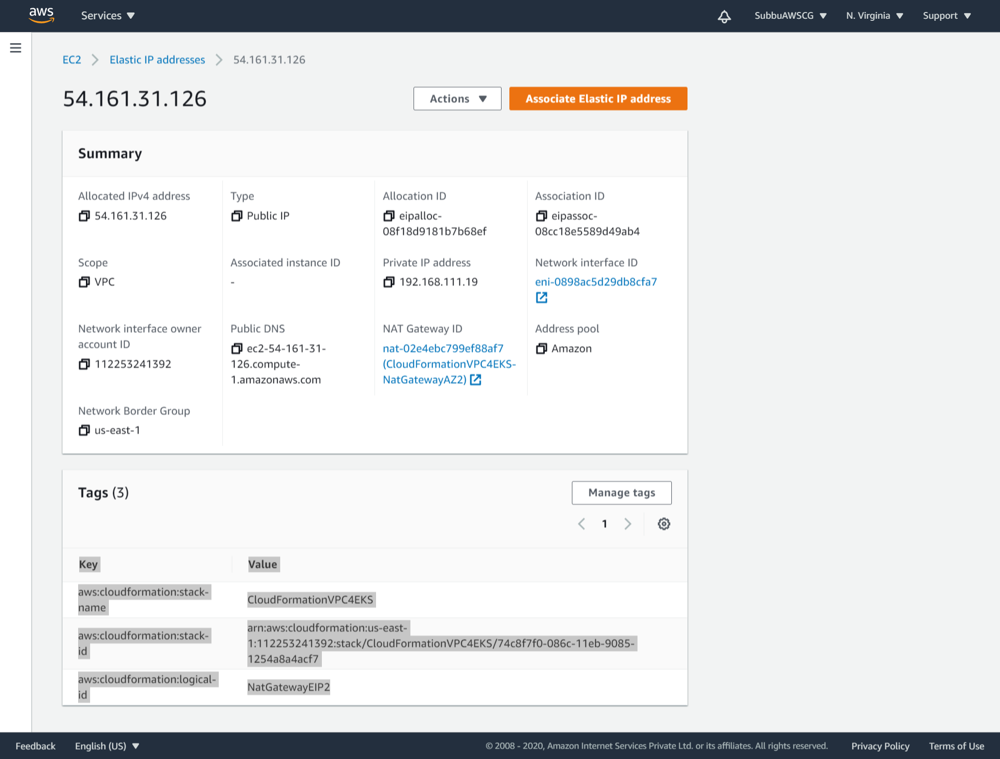 aws
Services
SubbuAWSCG
N. Virginia
Support
EC2 Elastic IP addresses 54.161.31.126
54.161.31.126
Actions
Associate Elastic IP address
Summary
Allocated IPv4 address
54.161.31.126
Type
Public IP
Allocation ID
eipalloc-
08f18d9181b7b68ef
Association ID
eipassoc-
08cc18e5589d49ab4
Scope
VPC
Associated instance ID
-
Private IP address
192.168.111.19
Network interface ID
eni-0898ac5d29db8cfa7
Network interface owner
account ID
112253241392
Public DNS
ec2-54-161-31-
126.compute-
1.amazonaws.com
NAT Gateway ID
nat-02e4ebc799ef88af7
(CloudFormationVPC4EKS-
NatGatewayAZ2)
Address pool
Amazon
Network Border Group
us-east-1
Tags (3)
Manage tags
1
Key
Value
aws:cloudformation:stack-
name
CloudFormationVPC4EKS
aws:cloudformation:stack-
id
arn:aws:cloudformation:us-east-
1:112253241392:stack/CloudFormationVPC4EKS/74c8f7f0-086c-11eb-9085-
1254a8a4acf7
aws:cloudformation:logical-
id
NatGatewayEIP2
Feedback
English (US)
© 2008 - 2020, Amazon Internet Services Private Ltd. or its affiliates. All rights reserved.
Privacy Policy
Terms of Use